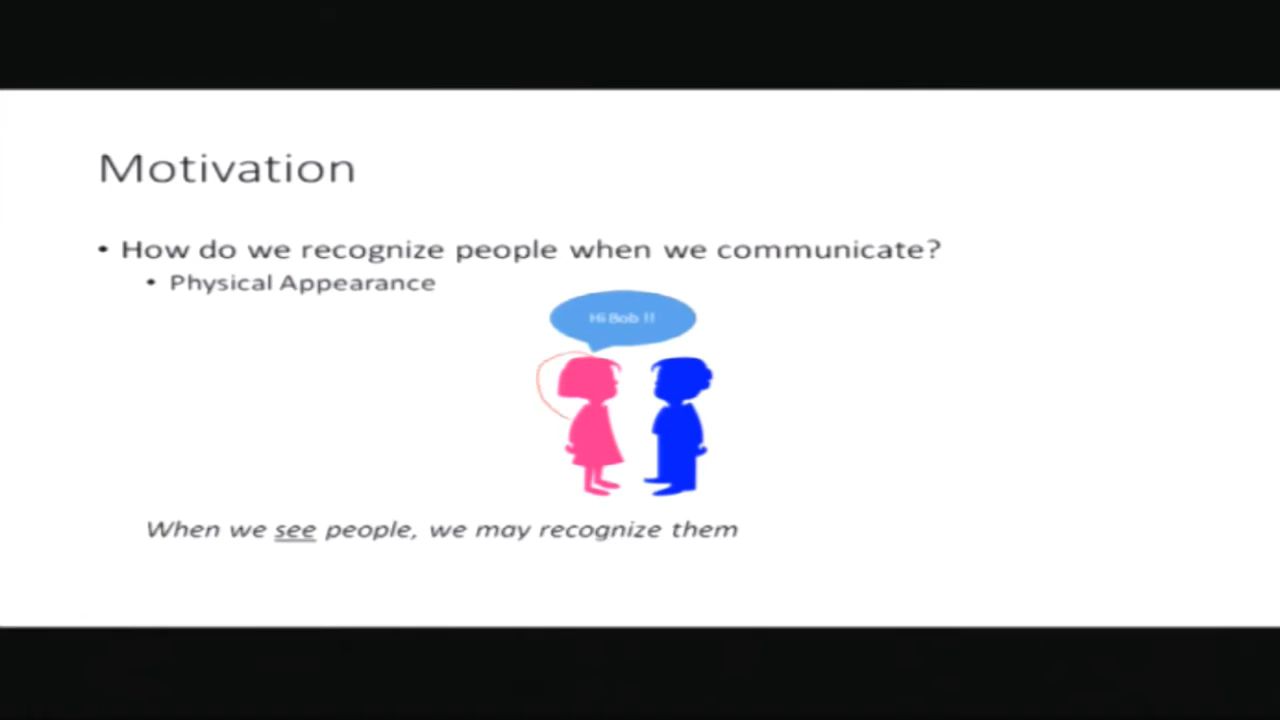 Motivation
• How do we recognize people when we communicate?
• Physical Appearance
Hi Bob !!
When we see people, we may recognize them